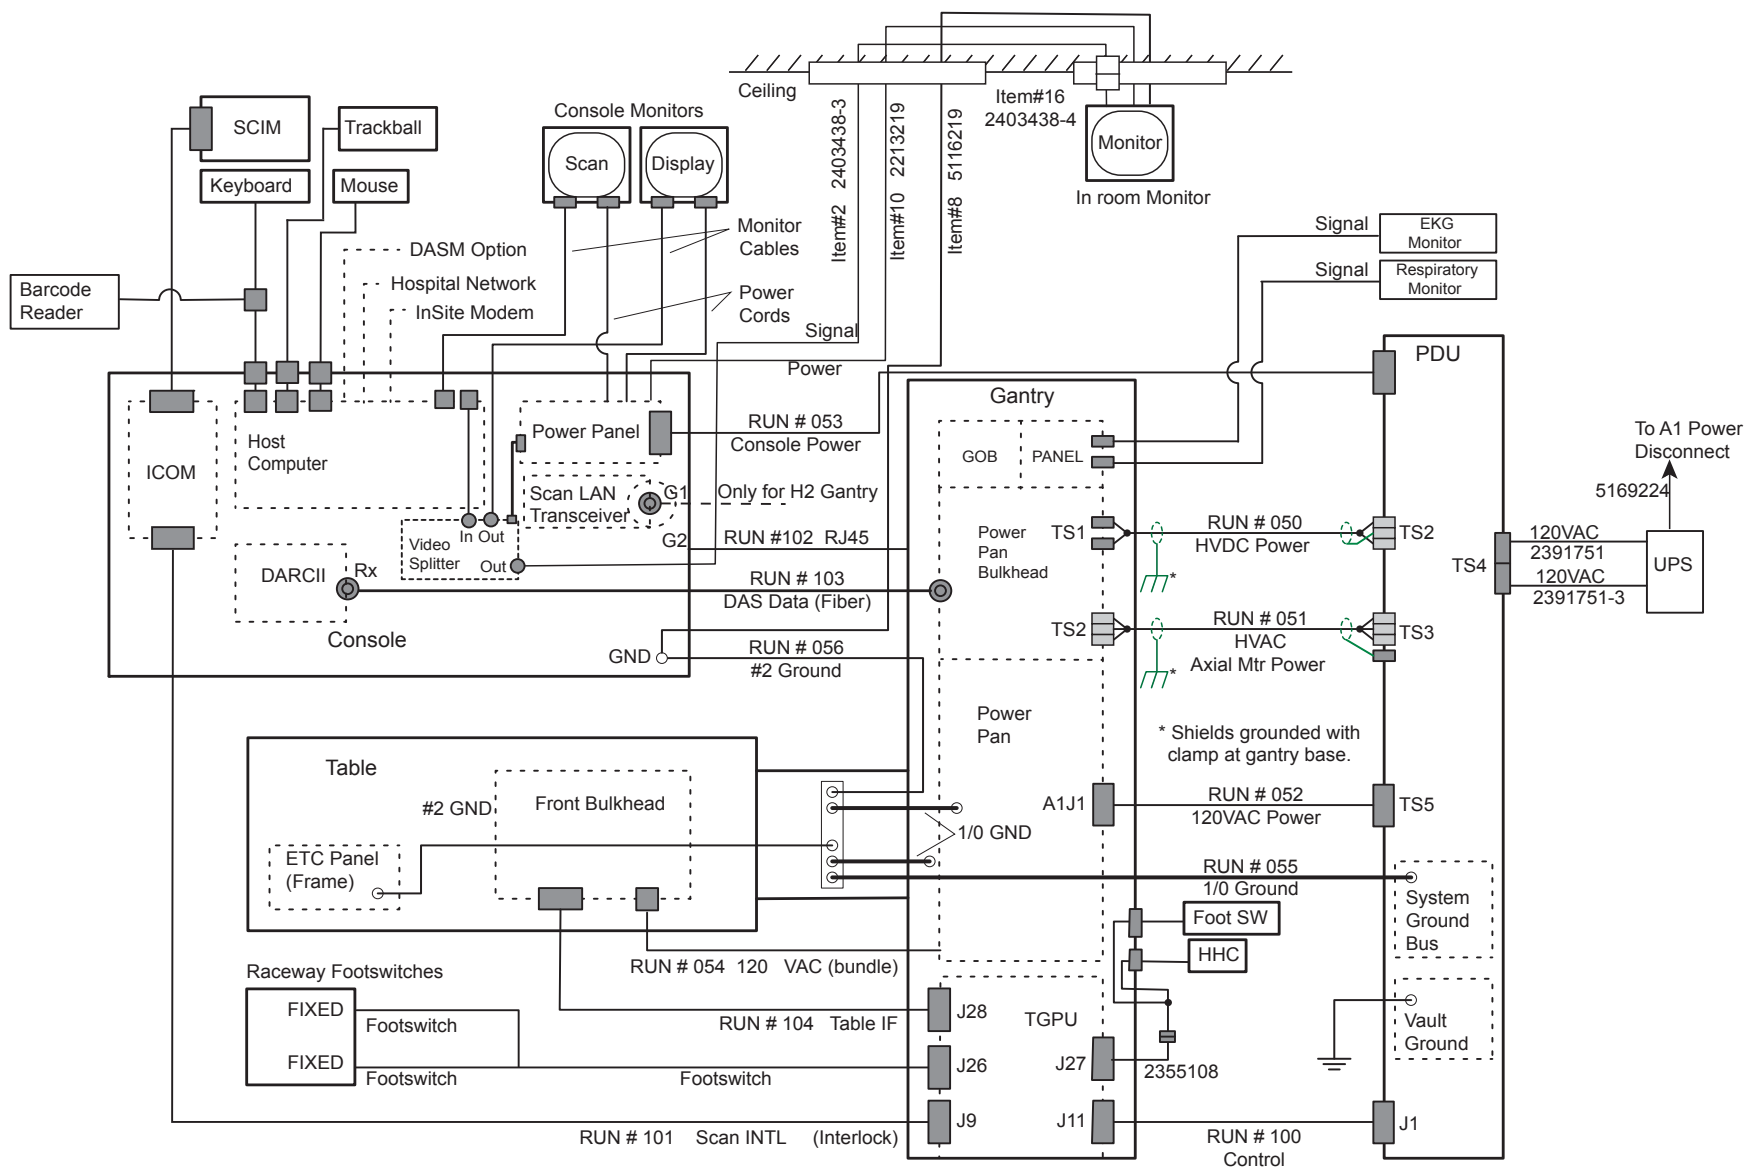 Ceiling
Item#16
2403438-4
Monitor
In room Monitor
Item#2 2403438-3
Item#10 2213219
Item#8 5116219
SCIM
Trackball
Keyboard
Mouse
Console Monitors
Scan
Display
Monitor
Cables
Power
Cords
DASM Option
Hospital Network
InSite Modem
Barcode
Reader
Signal
Power
Signal
EKG
Monitor
Signal
Respiratory
Monitor
PDU
Gantry
ICOM
Host
Computer
Power Panel
RUN # 053
Console Power
Scan LAN
Transceiver
G1
Only for H2 Gantry
G2
RUN #102 RJ45
Video
Splitter
In Out
Out
DARCII
Rx
RUN # 103
DAS Data (Fiber)
Console
GND
RUN # 056
#2 Ground
GOB
PANEL
Power
Pan
Bulkhead
TS1
RUN # 050
HVDC Power
TS2
*
TS2
RUN # 051
HVAC
Axial Mtr Power
TS3
*
* Shields grounded with
clamp at gantry base.
To A1 Power
Disconnect
5169224
TS4
120VAC
2391751
120VAC
2391751-3
UPS
Power
Pan
A1J1
RUN # 052
120VAC Power
TS5
Table
#2 GND
Front Bulkhead
ETC Panel
(Frame)
1/0 GND
RUN # 055
1/0 Ground
System
Ground
Bus
Foot SW
HHC
RUN # 054 120 VAC (bundle)
Raceway Footswitches
FIXED
Footswitch
FIXED
Footswitch
Footswitch
RUN # 104 Table IF
J28
TGPU
J26
J27
2355108
Vault
Ground
J9
RUN # 101 Scan INTL (Interlock)
J11
RUN # 100
Control
J1